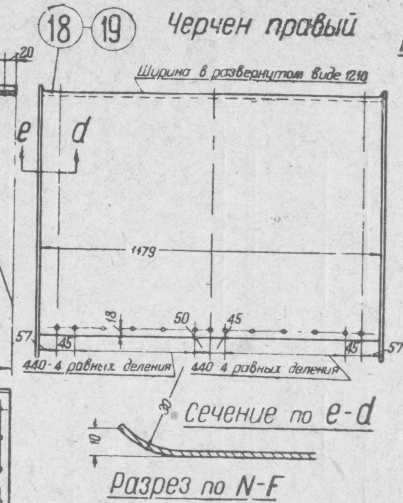 18 19 Черчен правый
20
Ширина в развернутом виде 1210
e d
1179
18 50 45
57 45 45 57
440-4 равных деления 440-4 равных деления
30
Сечение по e-d
10
Разрез по N-F